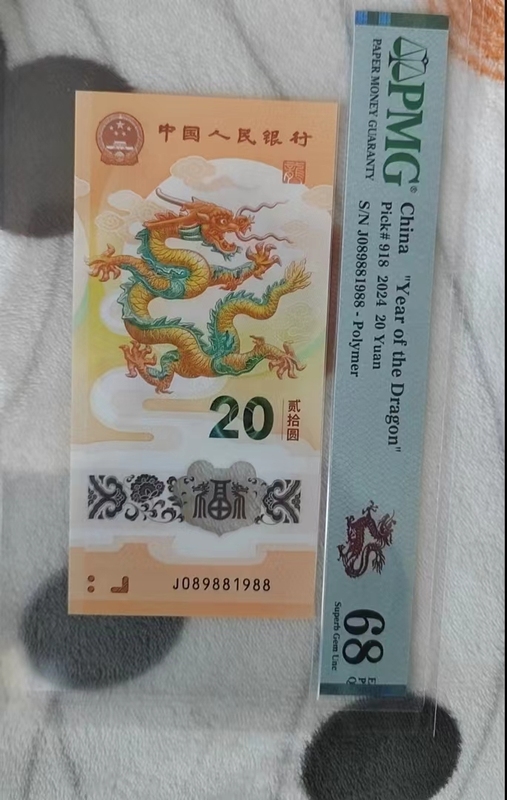 中国人民银行
20
贰拾圆
福
J089881988
PMG®
PAPER MONEY GUARANTY
China "Year of the Dragon"
Pick# 918 2024 20 Yuan
S/N J089881988 - Polymer
68
Superb Gem Unc
E
P
Q